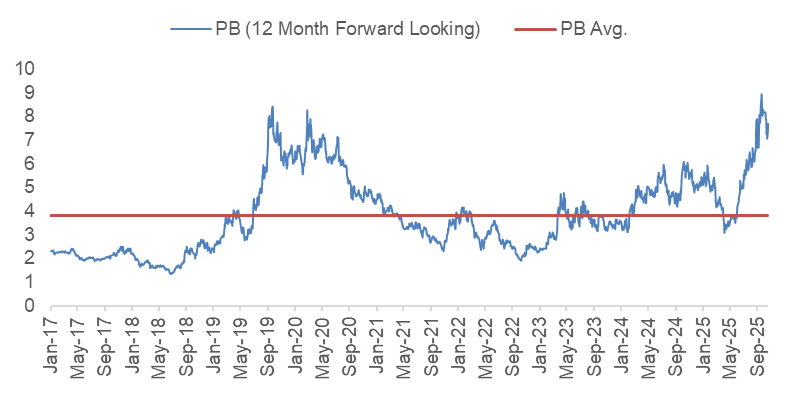 PB (12 Month Forward Looking) PB Avg.
10
9
8
7
6
5
4
3
2
1
0
Jan-17
May-17
Sep-17
Jan-18
May-18
Sep-18
Jan-19
May-19
Sep-19
Jan-20
May-20
Sep-20
Jan-21
May-21
Sep-21
Jan-22
May-22
Sep-22
Jan-23
May-23
Sep-23
Jan-24
May-24
Sep-24
Jan-25
May-25
Sep-25